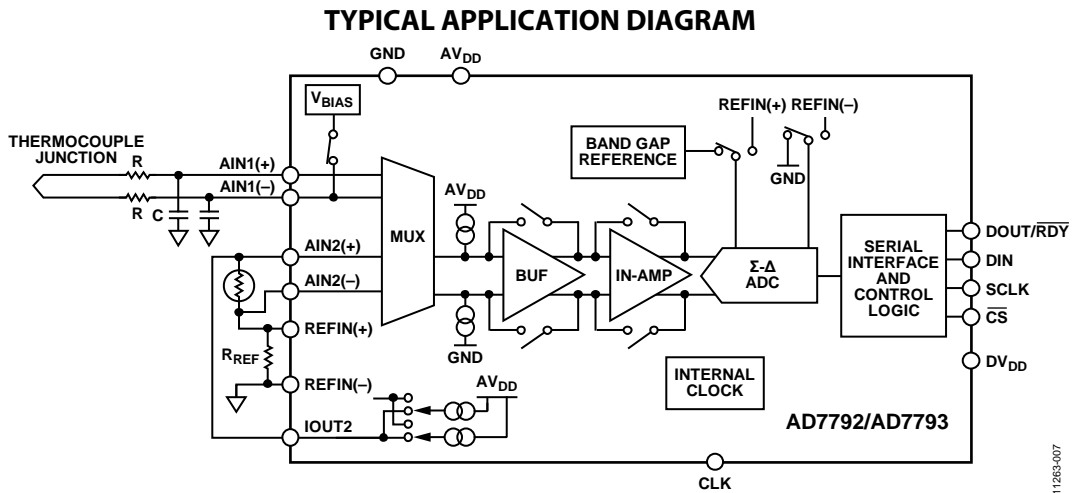 TYPICAL APPLICATION DIAGRAM
GND
AVDD
VBIAS
REFIN(+) REFIN(–)
BAND GAP
REFERENCE
GND
THERMOCOUPLE
JUNCTION
R
AIN1(+)
AIN1(–)
R
C
AVDD
MUX
BUF
IN-AMP
Σ-Δ
ADC
SERIAL
INTERFACE
AND
CONTROL
LOGIC
DOUT/RDY
DIN
SCLK
CS
DVDD
AIN2(+)
AIN2(–)
REFIN(+)
RREF
REFIN(–)
GND
INTERNAL
CLOCK
AVDD
IOUT2
AD7792/AD7793
CLK
11263-007